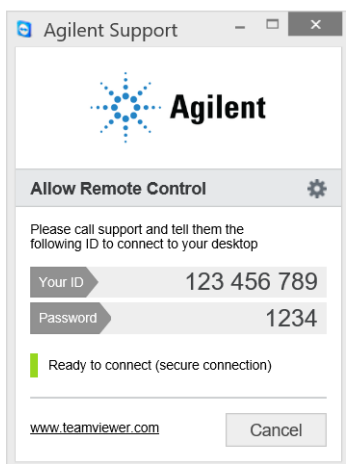 Agilent Support
Agilent
Allow Remote Control
Please call support and tell them the
following ID to connect to your desktop
Your ID 123 456 789
Password 1234
Ready to connect (secure connection)
www.teamviewer.com Cancel